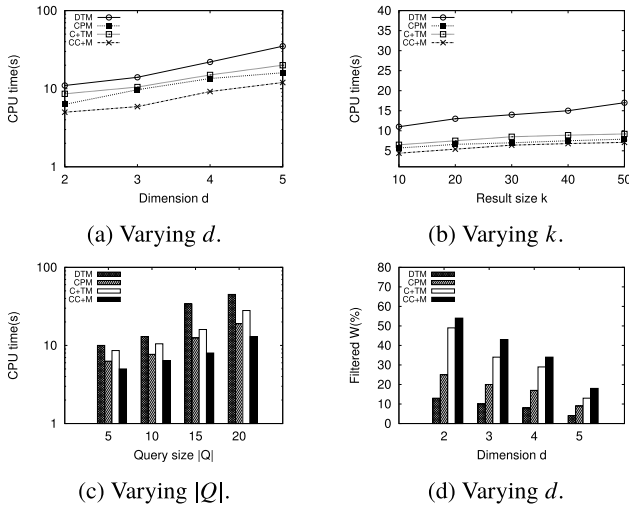 DTM
CPM
C+TM
CC+M
100
10
1
CPU time(s)
2 3 4 5
Dimension d
(a) Varying d.
DTM
CPM
C+TM
CC+M
40
35
30
25
20
15
10
5
CPU time(s)
10 20 30 40 50
Result size k
(b) Varying k.
DTM
CPM
C+TM
CC+M
100
10
1
CPU time(s)
5 10 15 20
Query size |Q|
(c) Varying |Q|.
DTM
CPM
C+TM
CC+M
80
70
60
50
40
30
20
10
0
Filtered W(%)
2 3 4 5
Dimension d
(d) Varying d.